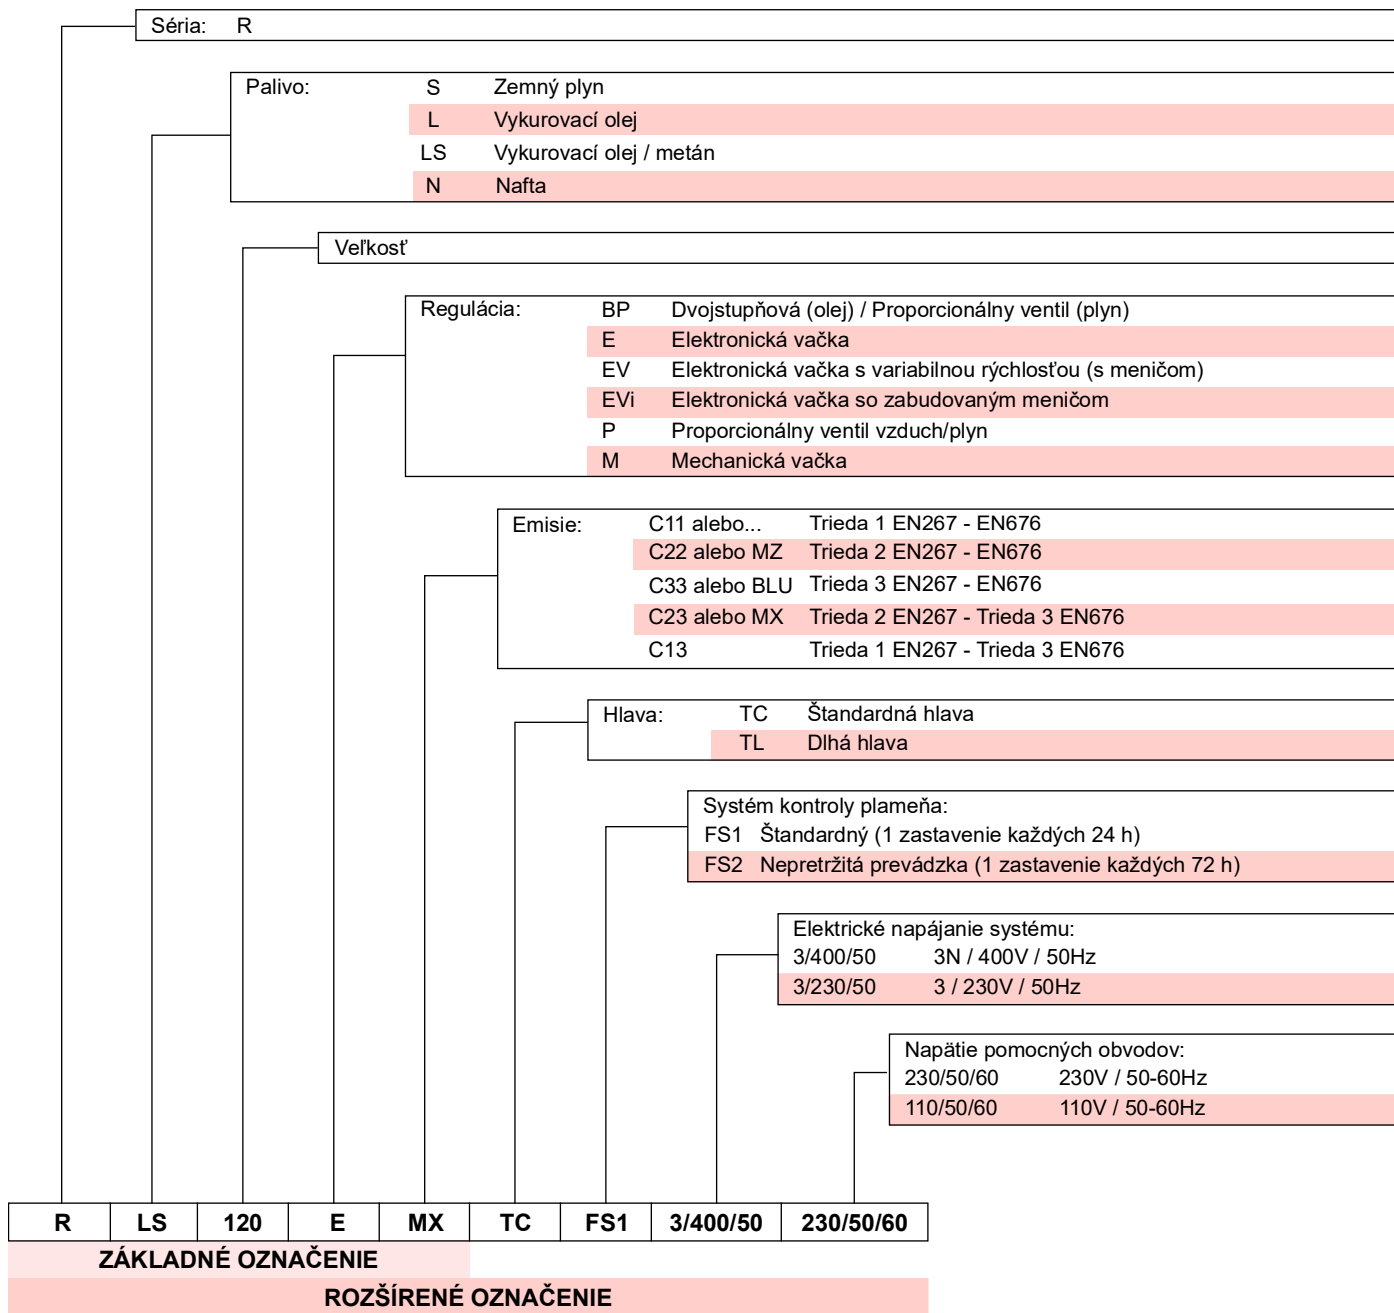 Séria: R
Palivo: S Zemný plyn
L Vykurovací olej
LS Vykurovací olej / metán
N Nafta
Veľkosť
Regulácia: BP Dvojstupňová (olej) / Proporcionálny ventil (plyn)
E Elektronická vačka
EV Elektronická vačka s variabilnou rýchlosťou (s meničom)
EVi Elektronická vačka so zabudovaným meničom
P Proporcionálny ventil vzduch/plyn
M Mechanická vačka
Emisie: C11 alebo... Trieda 1 EN267 - EN676
C22 alebo MZ Trieda 2 EN267 - EN676
C33 alebo BLU Trieda 3 EN267 - EN676
C23 alebo MX Trieda 2 EN267 - Trieda 3 EN676
C13 Trieda 1 EN267 - Trieda 3 EN676
Hlava: TC Štandardná hlava
TL Dlhá hlava
Systém kontroly plameňa:
FS1 Štandardný (1 zastavenie každých 24 h)
FS2 Nepretržitá prevádzka (1 zastavenie každých 72 h)
Elektrické napájanie systému:
3/400/50 3N / 400V / 50Hz
3/230/50 3 / 230V / 50Hz
Napätie pomocných obvodov:
230/50/60 230V / 50-60Hz
110/50/60 110V / 50-60Hz
R LS 120 E MX TC FS1 3/400/50 230/50/60
ZÁKLADNÉ OZNAČENIE
ROZŠÍRENÉ OZNAČENIE